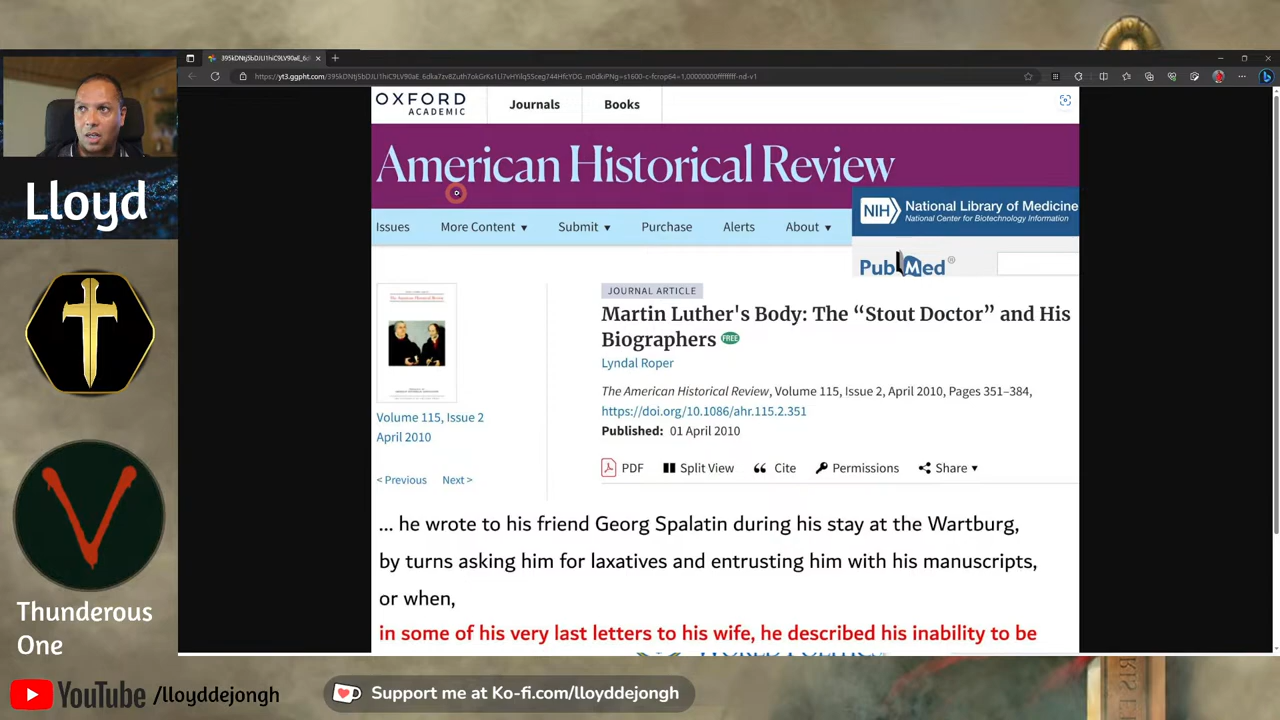 395kDNtj5bDJLl1hiC9LV90aE_6d
Lloyd
OXFORD
ACADEMIC
Journals
Books
American Historical Review
NIH National Library of Medicine
National Center for Biotechnology Information
Issues
More Content
Submit
Purchase
Alerts
About
PubMed®
JOURNAL ARTICLE
Martin Luther's Body: The “Stout Doctor” and His
Biographers FREE
Lyndal Roper
The American Historical Review, Volume 115, Issue 2, April 2010, Pages 351–384,
https://doi.org/10.1086/ahr.115.2.351
Published: 01 April 2010
Volume 115, Issue 2
April 2010
< Previous Next >
PDF
Split View
Cite
Permissions
Share
... he wrote to his friend Georg Spalatin during his stay at the Wartburg,
by turns asking him for laxatives and entrusting him with his manuscripts,
or when,
in some of his very last letters to his wife, he described his inability to be
V
Thunderous
One
YouTube /lloyddejongh
Support me at Ko-fi.com/lloyddejongh